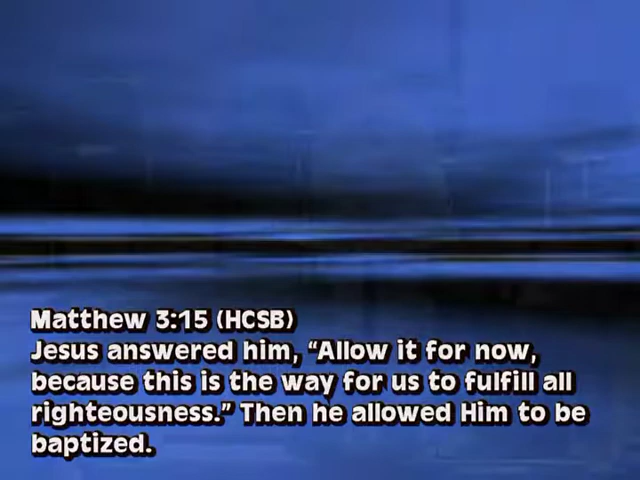 Matthew 3:15 (HCSB)
Jesus answered him, “Allow it for now,
because this is the way for us to fulfill all
righteousness.” Then he allowed Him to be
baptized.